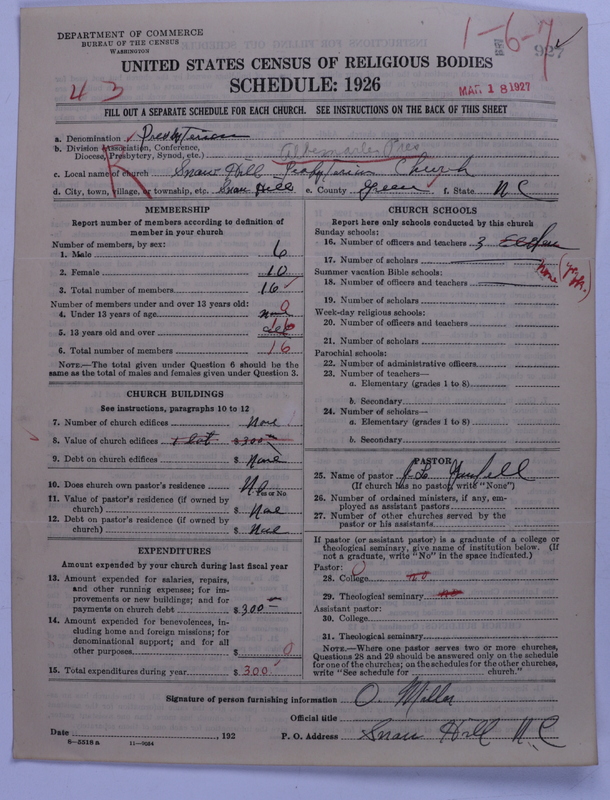 DEPARTMENT OF COMMERCE
BUREAU OF THE CENSUS
WASHINGTON
1-6-7
927
UNITED STATES CENSUS OF RELIGIOUS BODIES
SCHEDULE: 1926
43
MAR 18 1927
FILL OUT A SEPARATE SCHEDULE FOR EACH CHURCH. SEE INSTRUCTIONS ON THE BACK OF THIS SHEET
a. Denomination Presbyterian
b. Division (Association, Conference, Diocese, Presbytery, Synod, etc.) Albemarle Pres
c. Local name of church Snow Hill Presbyterian Church
d. City, town, village, or township, etc. Snow Hill e. County Green f. State NC
MEMBERSHIP
Report number of members according to definition of
member in your church
Number of members, by sex:
1. Male 6
2. Female 10
3. Total number of members 16
Number of members under and over 13 years old:
4. Under 13 years of age none 0
5. 13 years old and over 16
6. Total number of members 16
NOTE.—The total given under Question 6 should be
same as the total of males and females given under Question 3.
CHURCH BUILDINGS
See instructions, paragraphs 10 to 12
7. Number of church edifices None
8. Value of church edifices 1 lot $300
9. Debt on church edifices $ None
10. Does church own pastor's residence No
Yes or No
11. Value of pastor's residence (if owned by
church) $ None
12. Debt on pastor's residence (if owned by
church) $ None
EXPENDITURES
Amount expended by your church during last fiscal year
13. Amount expended for salaries, repairs,
and other running expenses; for im-
provements or new buildings; and for
payments on church debt $300
14. Amount expended for benevolences, in-
cluding home and foreign missions; for
denominational support; and for all
other purposes $ 0
15. Total expenditures during year $ 300
CHURCH SCHOOLS
Report here only schools conducted by this church
Sunday schools:
16. Number of officers and teachers 3
17. Number of scholars
Summer vacation Bible schools:
18. Number of officers and teachers none
19. Number of scholars
Week-day religious schools:
20. Number of officers and teachers
21. Number of scholars
Parochial schools:
22. Number of administrative officers
23. Number of teachers—
a. Elementary (grades 1 to 8)
b. Secondary
24. Number of scholars—
a. Elementary (grades 1 to 8)
b. Secondary
PASTOR
25. Name of pastor
(If church has no pastor, write "None")
26. Number of ordained ministers, if any, em-
ployed as assistant pastors
27. Number of other churches served by the
pastor or his assistants
If pastor (or assistant pastor) is a graduate of a college or
theological seminary, give name of institution below. (If
not a graduate, write "No" in the space indicated.)
Pastor:
28. College no
29. Theological seminary no
Assistant pastor:
30. College
31. Theological seminary
NOTE.—Where one pastor serves two or more churches,
Questions 28 and 29 should be answered only on the schedule
for one of the churches; on the schedules for the other churches,
write "See schedule for church."
Signature of person furnishing information O. Miller
Official title
Date , 192 P. O. Address Snow Hill NC
8-5518 a 11-9264